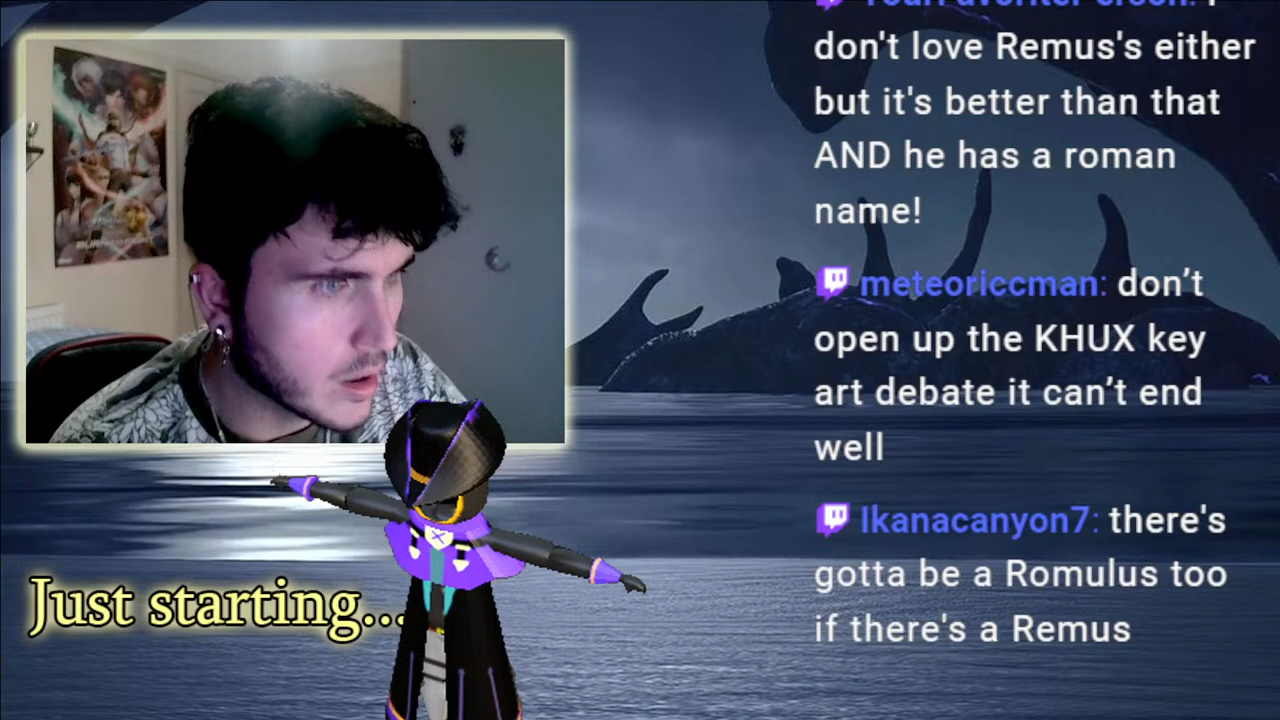 don't love Remus's either
but it's better than that
AND he has a roman
name!
meteoriccman: don’t
open up the KHUX key
art debate it can’t end
well
Ikanacanyon7: there's
gotta be a Romulus too
if there's a Remus
Just starting...